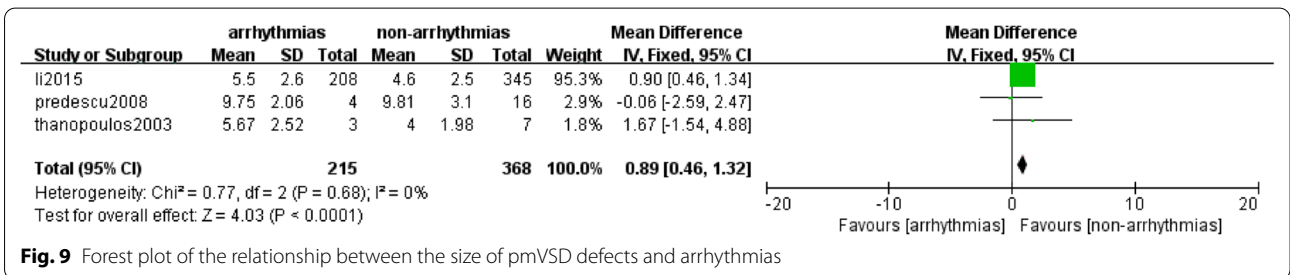 arrhythmias non-arrhythmias Mean Difference Mean Difference
Study or Subgroup Mean SD Total Mean SD Total Weight IV, Fixed, 95% CI IV, Fixed, 95% CI
li2015 5.5 2.6 208 4.6 2.5 345 95.3% 0.90 [0.46, 1.34]
predescu2008 9.75 2.06 4 9.81 3.1 16 2.9% -0.06 [-2.59, 2.47]
thanopoulos2003 5.67 2.52 3 4 1.98 7 1.8% 1.67 [-1.54, 4.88]
Total (95% CI) 215 368 100.0% 0.89 [0.46, 1.32]
Heterogeneity: Chi² = 0.77, df = 2 (P = 0.68); I² = 0%
Test for overall effect: Z = 4.03 (P < 0.0001)
-20 -10 0 10 20
Favours [arrhythmias] Favours [non-arrhythmias]
Fig. 9 Forest plot of the relationship between the size of pmVSD defects and arrhythmias